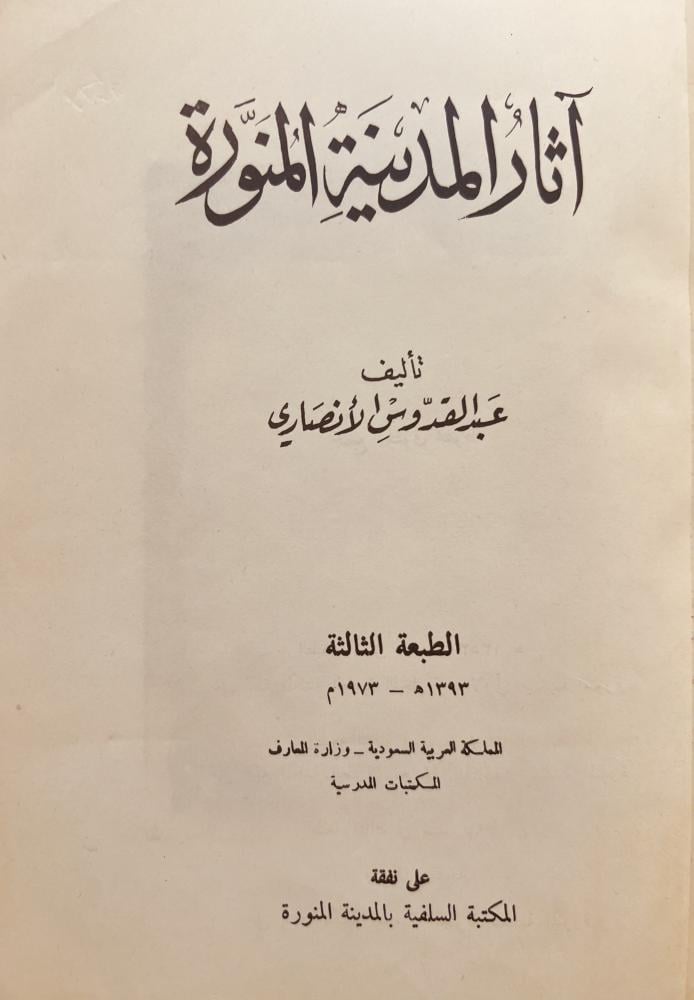 آثار المدينة المنورة
تأليف
عبد القدوس الأنصاري
الطبعة الثالثة
١٣٩٣ه – ١٩٧٣م
المملكة العربية السعودية – وزارة المعارف
المكتبات المدرسية
على نفقة
المكتبة السلفية بالمدينة المنورة